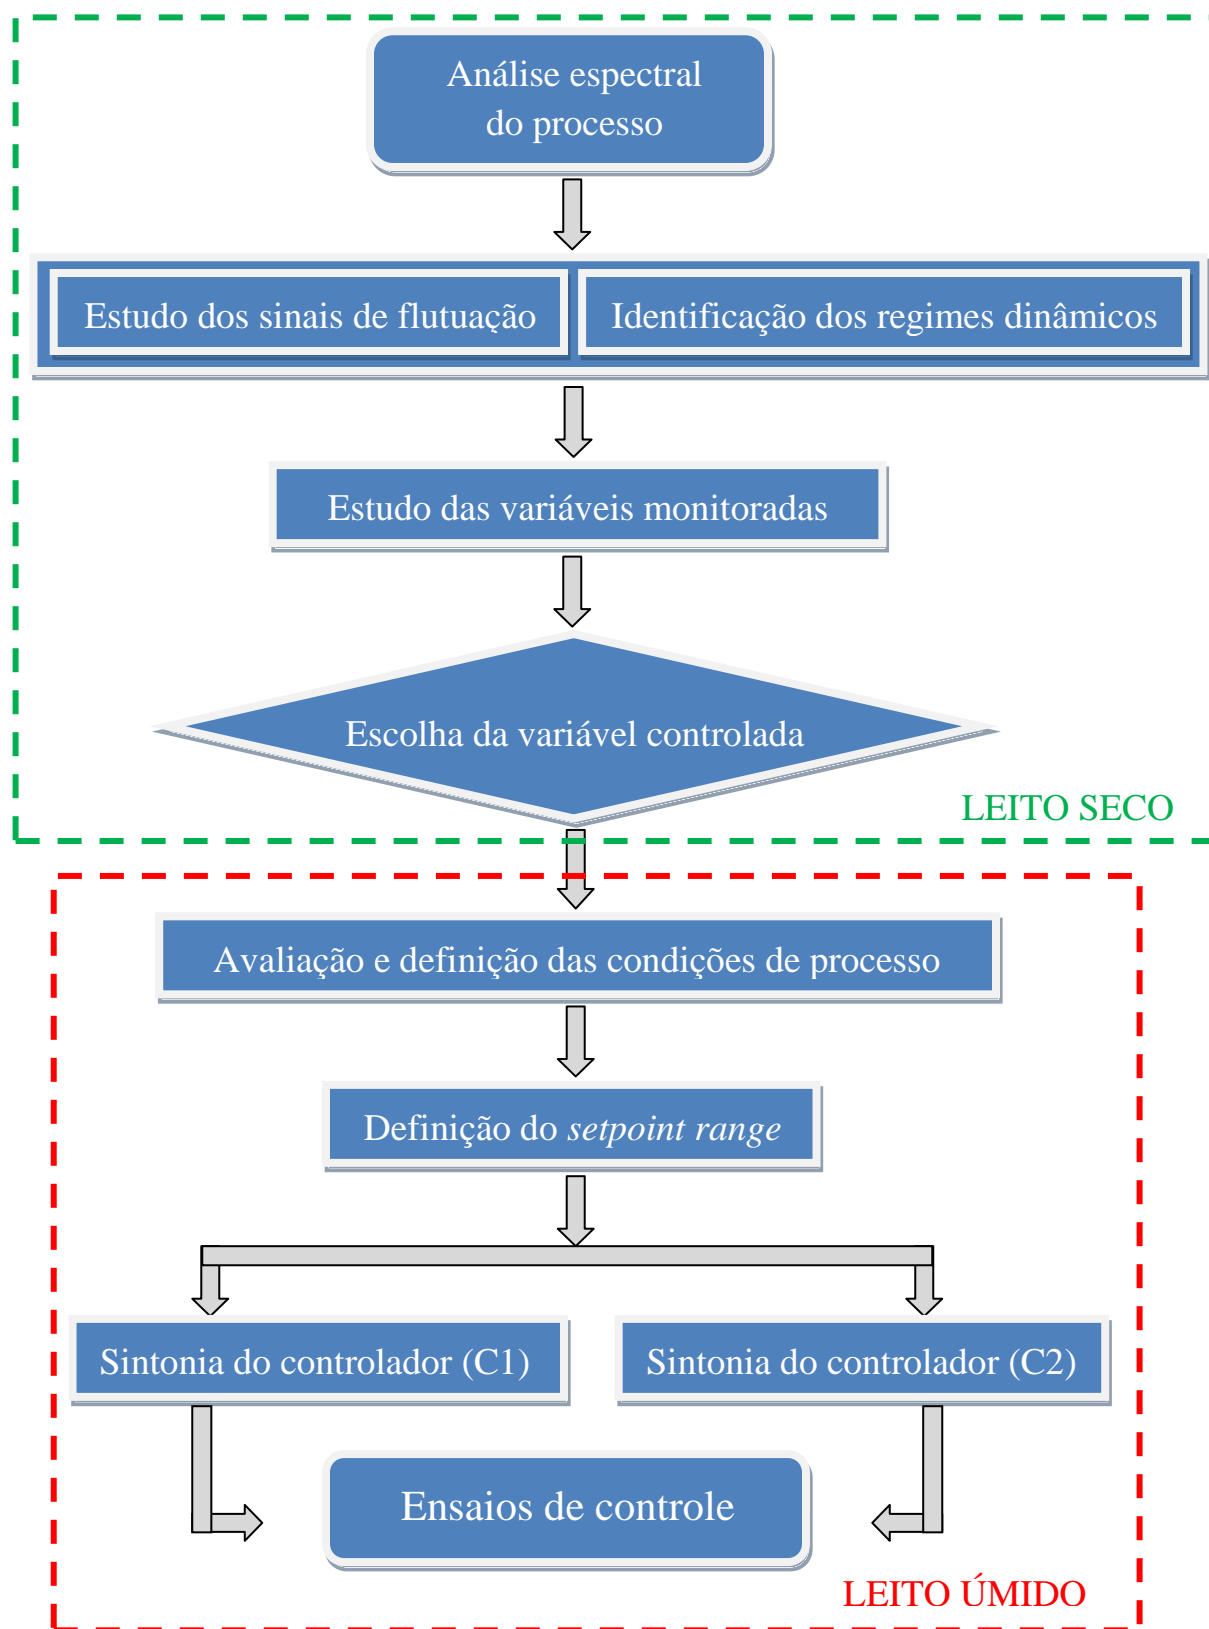 Análise espectral
do processo
Estudo dos sinais de flutuação
Identificação dos regimes dinâmicos
Estudo das variáveis monitoradas
Escolha da variável controlada
LEITO SECO
Avaliação e definição das condições de processo
Definição do setpoint range
Sintonia do controlador (C1)
Sintonia do controlador (C2)
Ensaios de controle
LEITO ÚMIDO